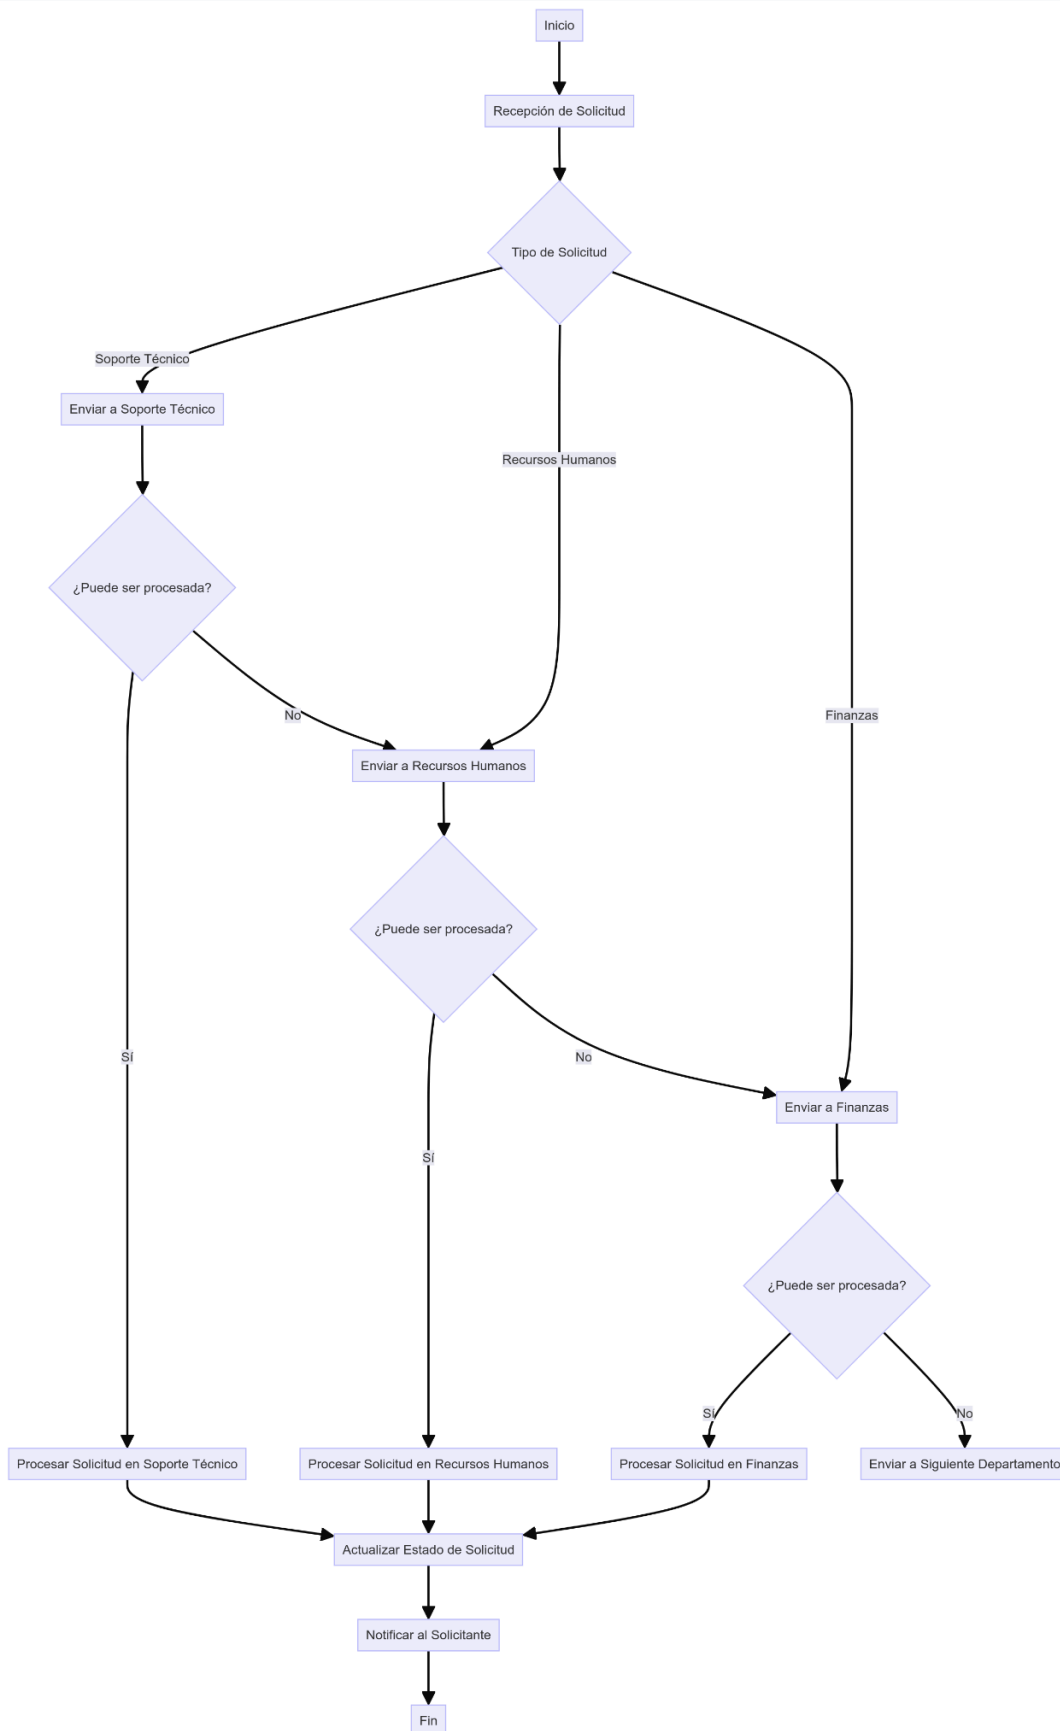 Inicio
Recepción de Solicitud
Tipo de Solicitud
Soporte Técnico
Enviar a Soporte Técnico
Recursos Humanos
¿Puede ser procesada?
No
Finanzas
Enviar a Recursos Humanos
¿Puede ser procesada?
Sí
No
Enviar a Finanzas
Sí
¿Puede ser procesada?
Sí
No
Procesar Solicitud en Soporte Técnico
Procesar Solicitud en Recursos Humanos
Procesar Solicitud en Finanzas
Enviar a Siguiente Departamento
Actualizar Estado de Solicitud
Notificar al Solicitante
Fin